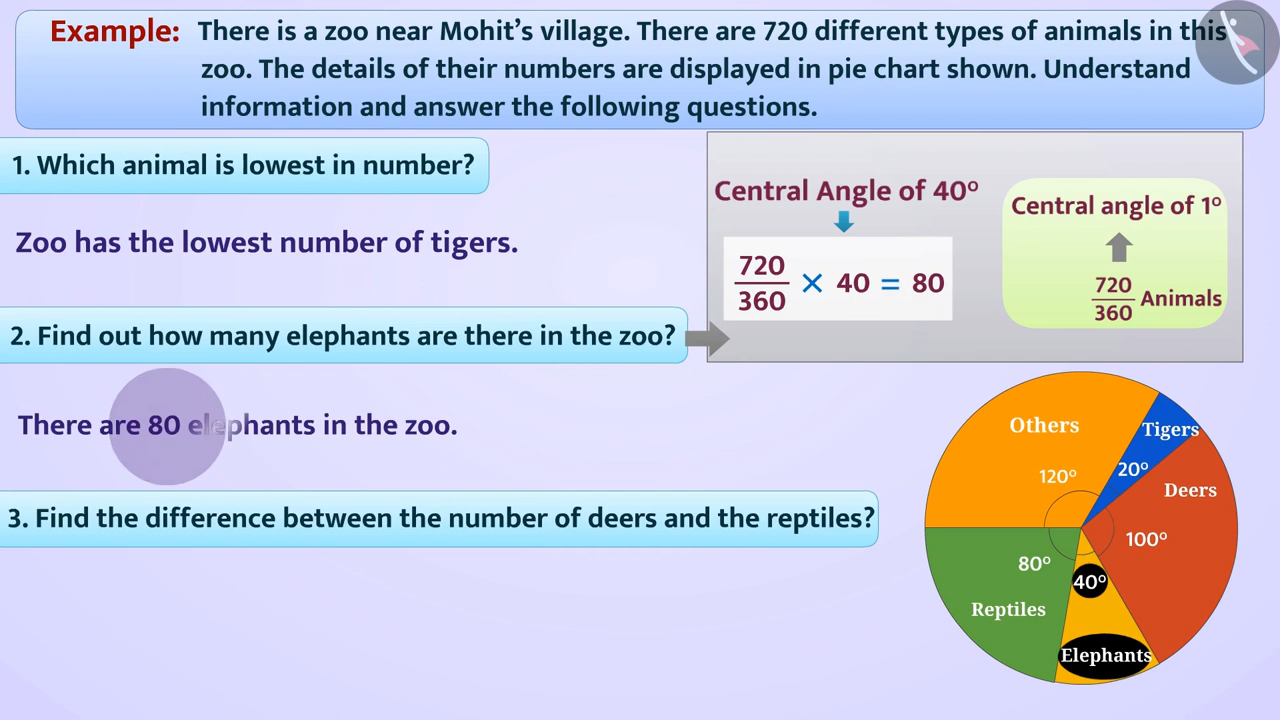 Example: There is a zoo near Mohit's village. There are 720 different types of animals in this
zoo. The details of their numbers are displayed in pie chart shown. Understand
information and answer the following questions.
1. Which animal is lowest in number?
Zoo has the lowest number of tigers.
2. Find out how many elephants are there in the zoo?
There are 80 elephants in the zoo.
3. Find the difference between the number of deers and the reptiles?
Central Angle of 40°
720
360
× 40 = 80
Central angle of 1°
720
360
Animals
Others
120°
Tigers
20°
Deers
100°
80°
Reptiles
40°
Elephants